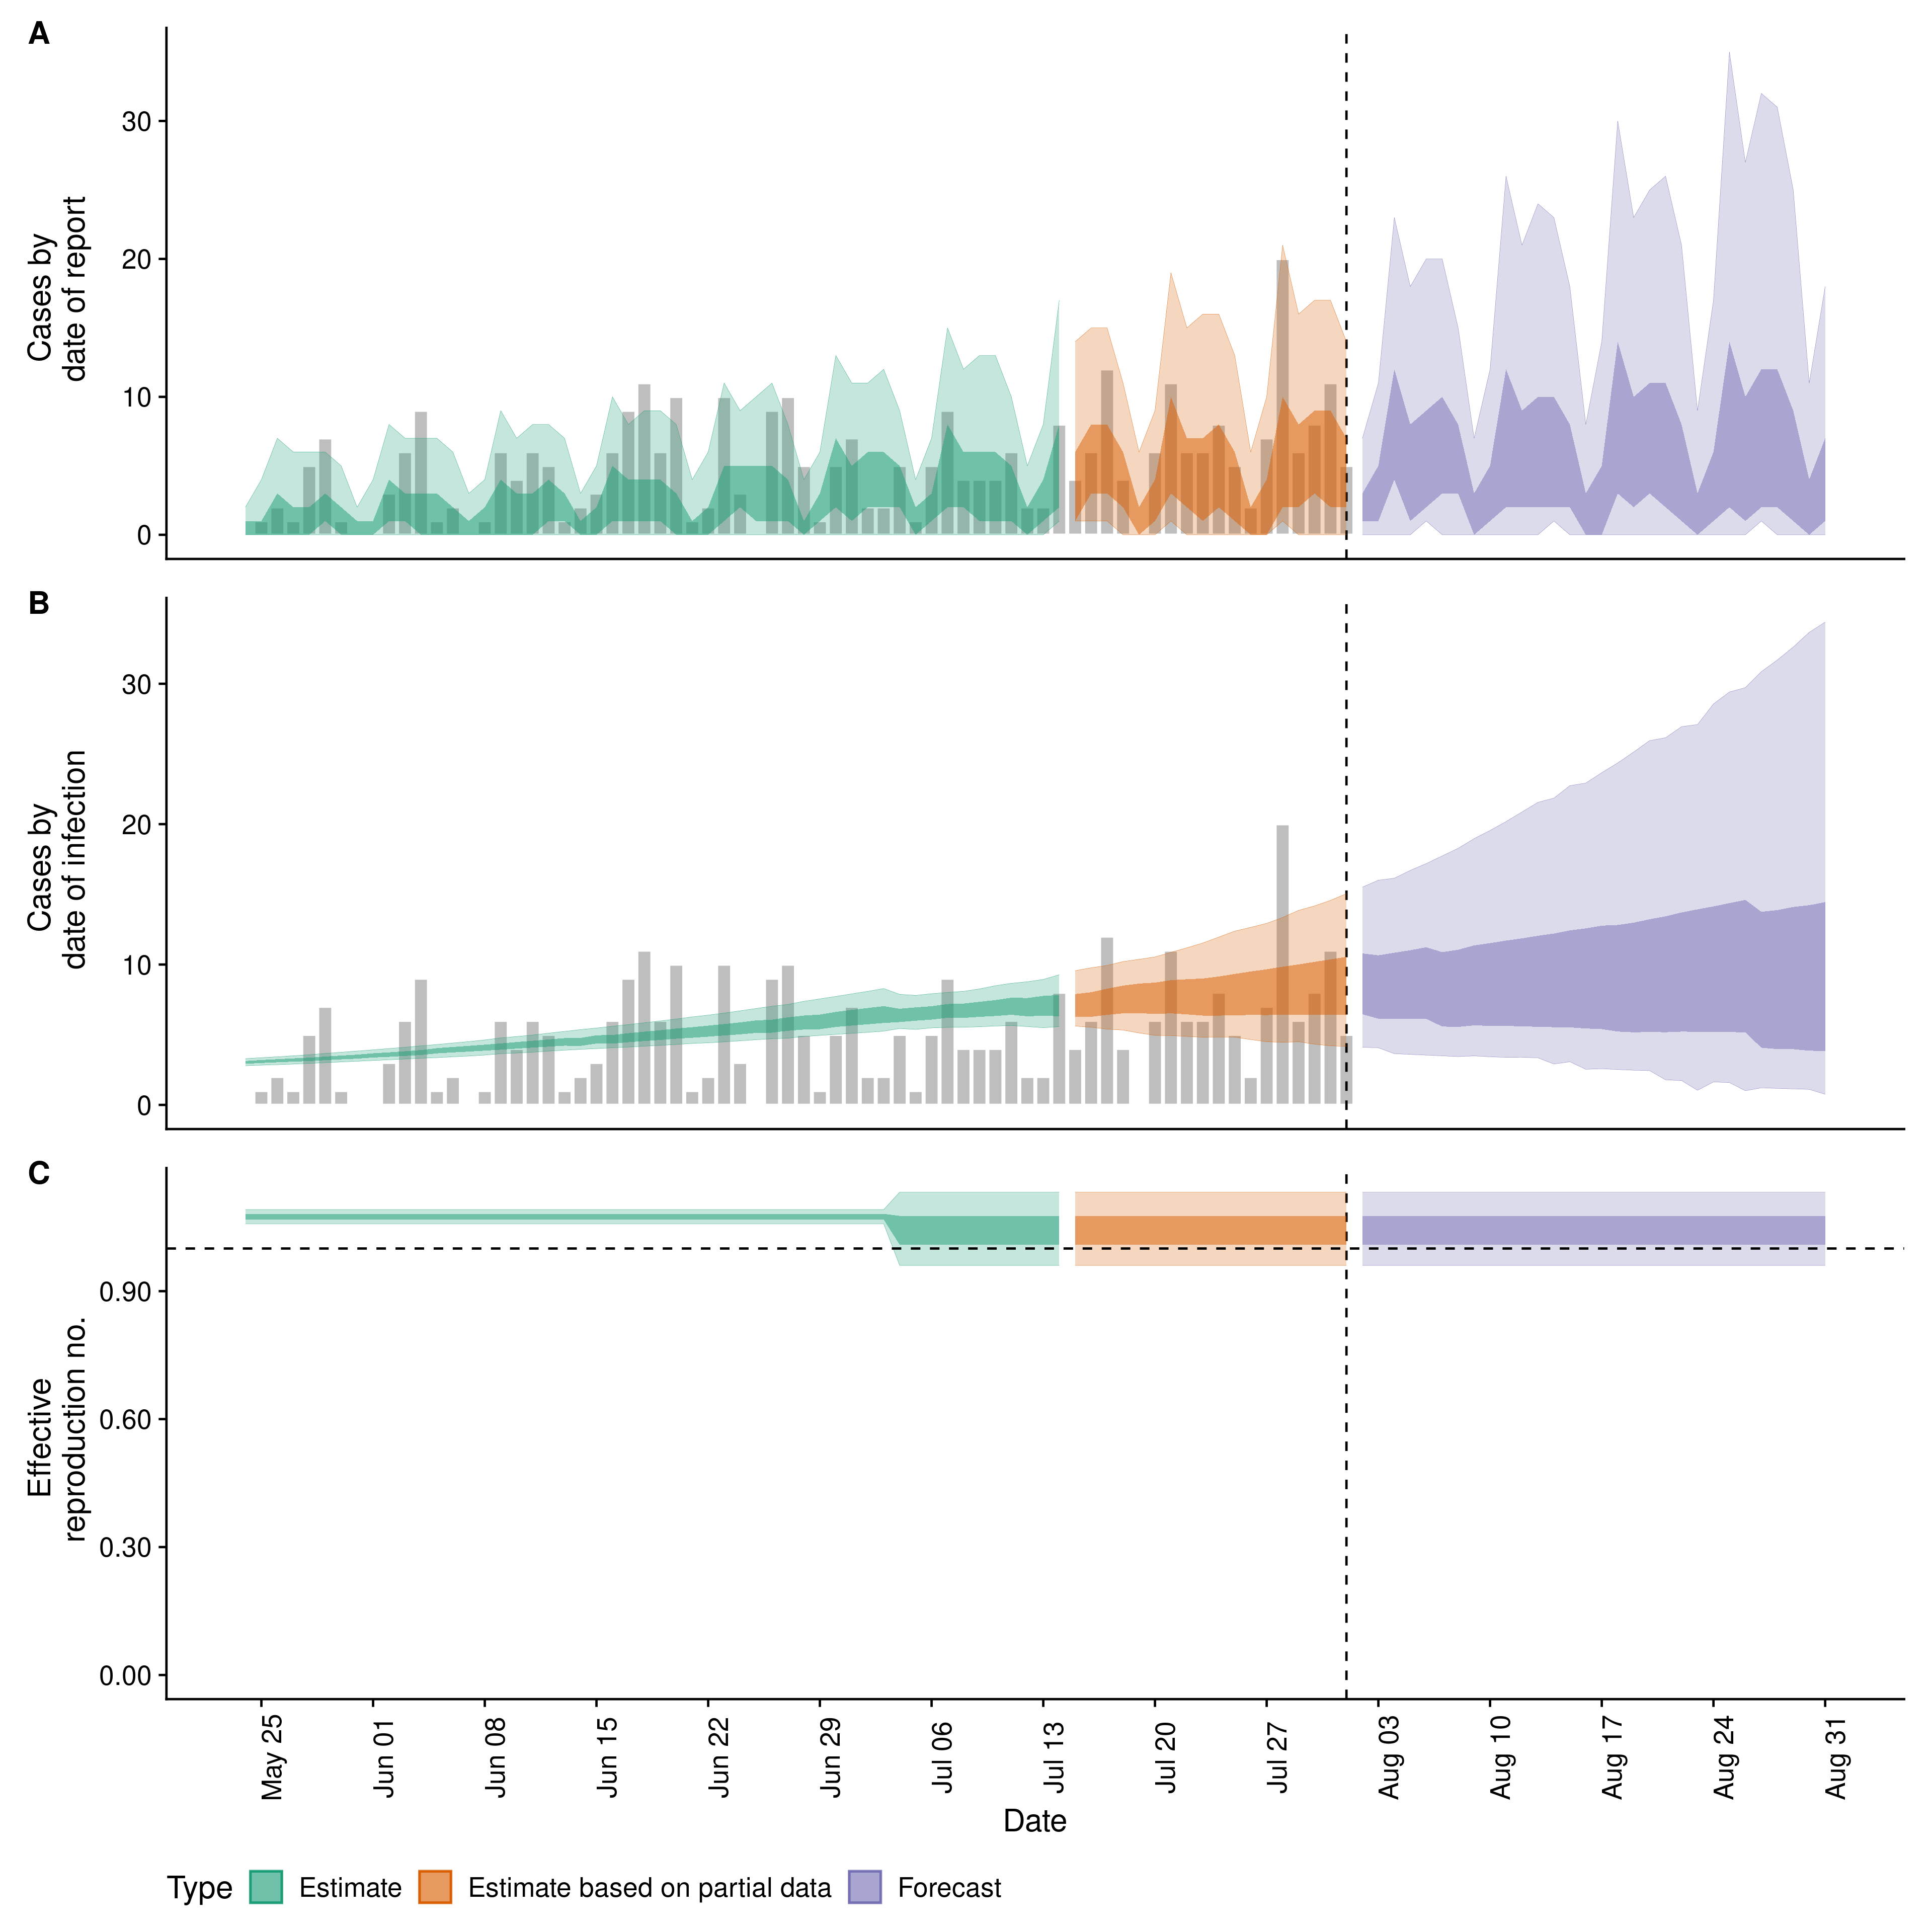 A
Cases by
date of report
30
20
10
0
B
Cases by
date of infection
30
20
10
0
C
Effective
reproduction no.
0.90
0.60
0.30
0.00
May 25
Jun 01
Jun 08
Jun 15
Jun 22
Jun 29
Jul 06
Jul 13
Jul 20
Jul 27
Aug 03
Aug 10
Aug 17
Aug 24
Aug 31
Date
Type Estimate Estimate based on partial data Forecast